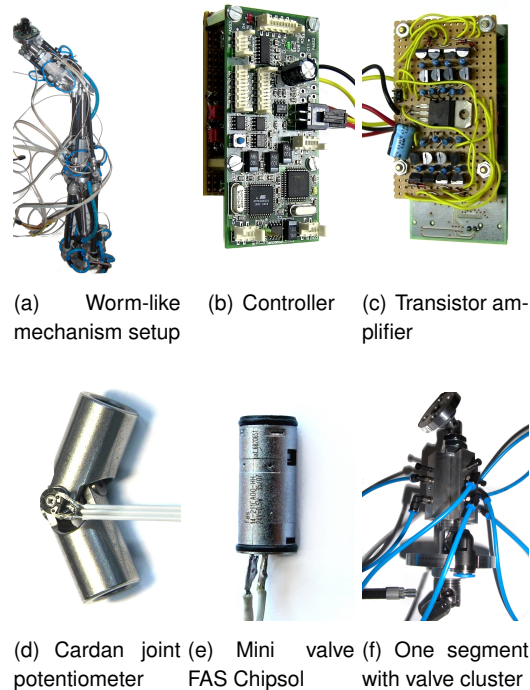 (a) Worm-like
mechanism setup
(b) Controller
(c) Transistor am-
plifier
(d) Cardan joint
potentiometer
(e) Mini valve
FAS Chipsol
(f) One segment
with valve cluster